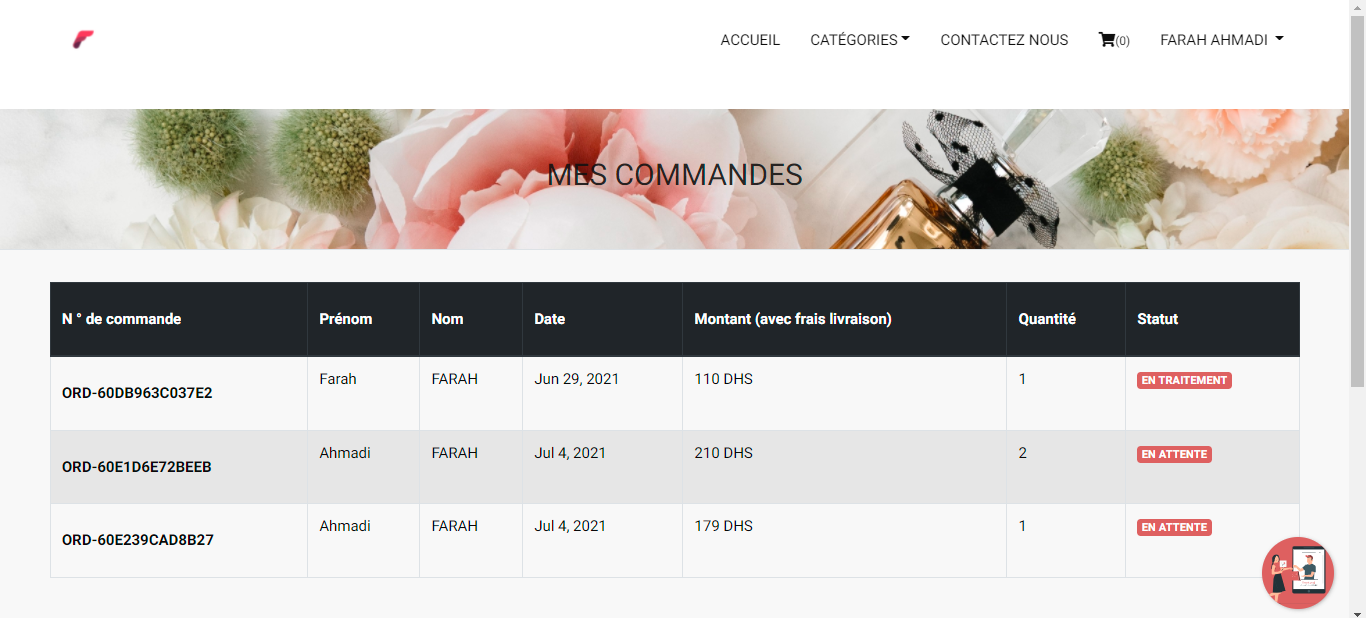 ACCUEIL CATÉGORIES CONTACTEZ NOUS (0) FARAH AHMADI
MES COMMANDES
N ° de commande Prénom Nom Date Montant (avec frais livraison) Quantité Statut
ORD-60DB963C037E2 Farah FARAH Jun 29, 2021 110 DHS 1 EN TRAITEMENT
ORD-60E1D6E72BEEB Ahmadi FARAH Jul 4, 2021 210 DHS 2 EN ATTENTE
ORD-60E239CAD8B27 Ahmadi FARAH Jul 4, 2021 179 DHS 1 EN ATTENTE